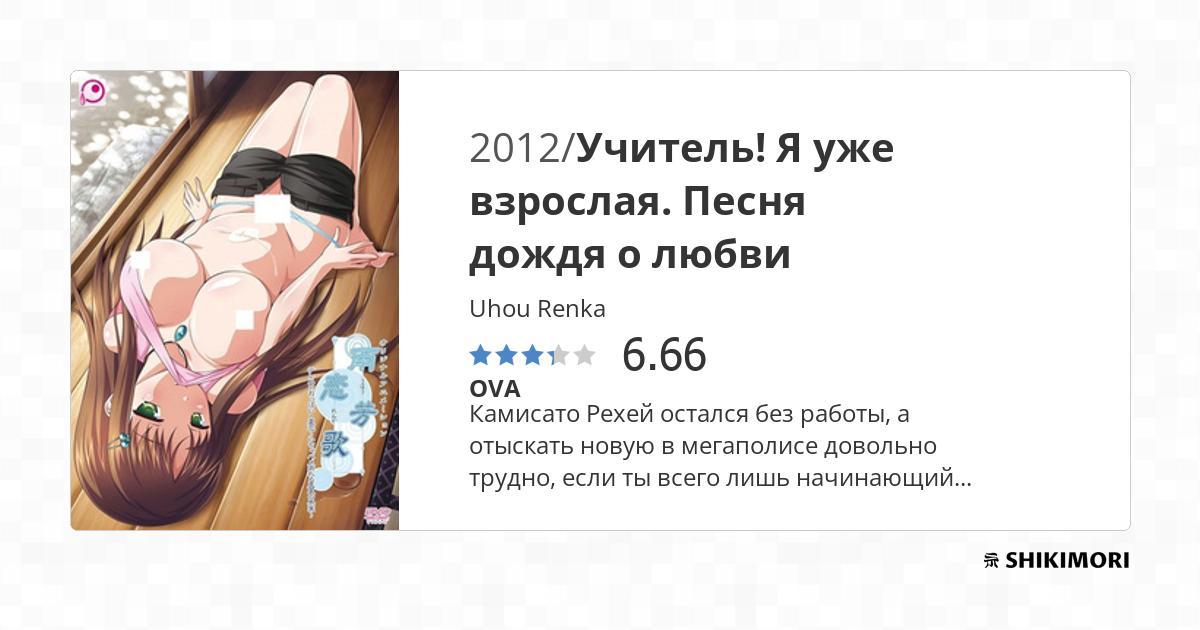 2012/Учитель! Я уже
взрослая. Песня
дождя о любви
Uhou Renka
6.66
OVA
Камисато Рехей остался без работы, а
отыскать новую в мегаполисе довольно
трудно, если ты всего лишь начинающий...
雨
恋
芳
歌
SHIKIMORI